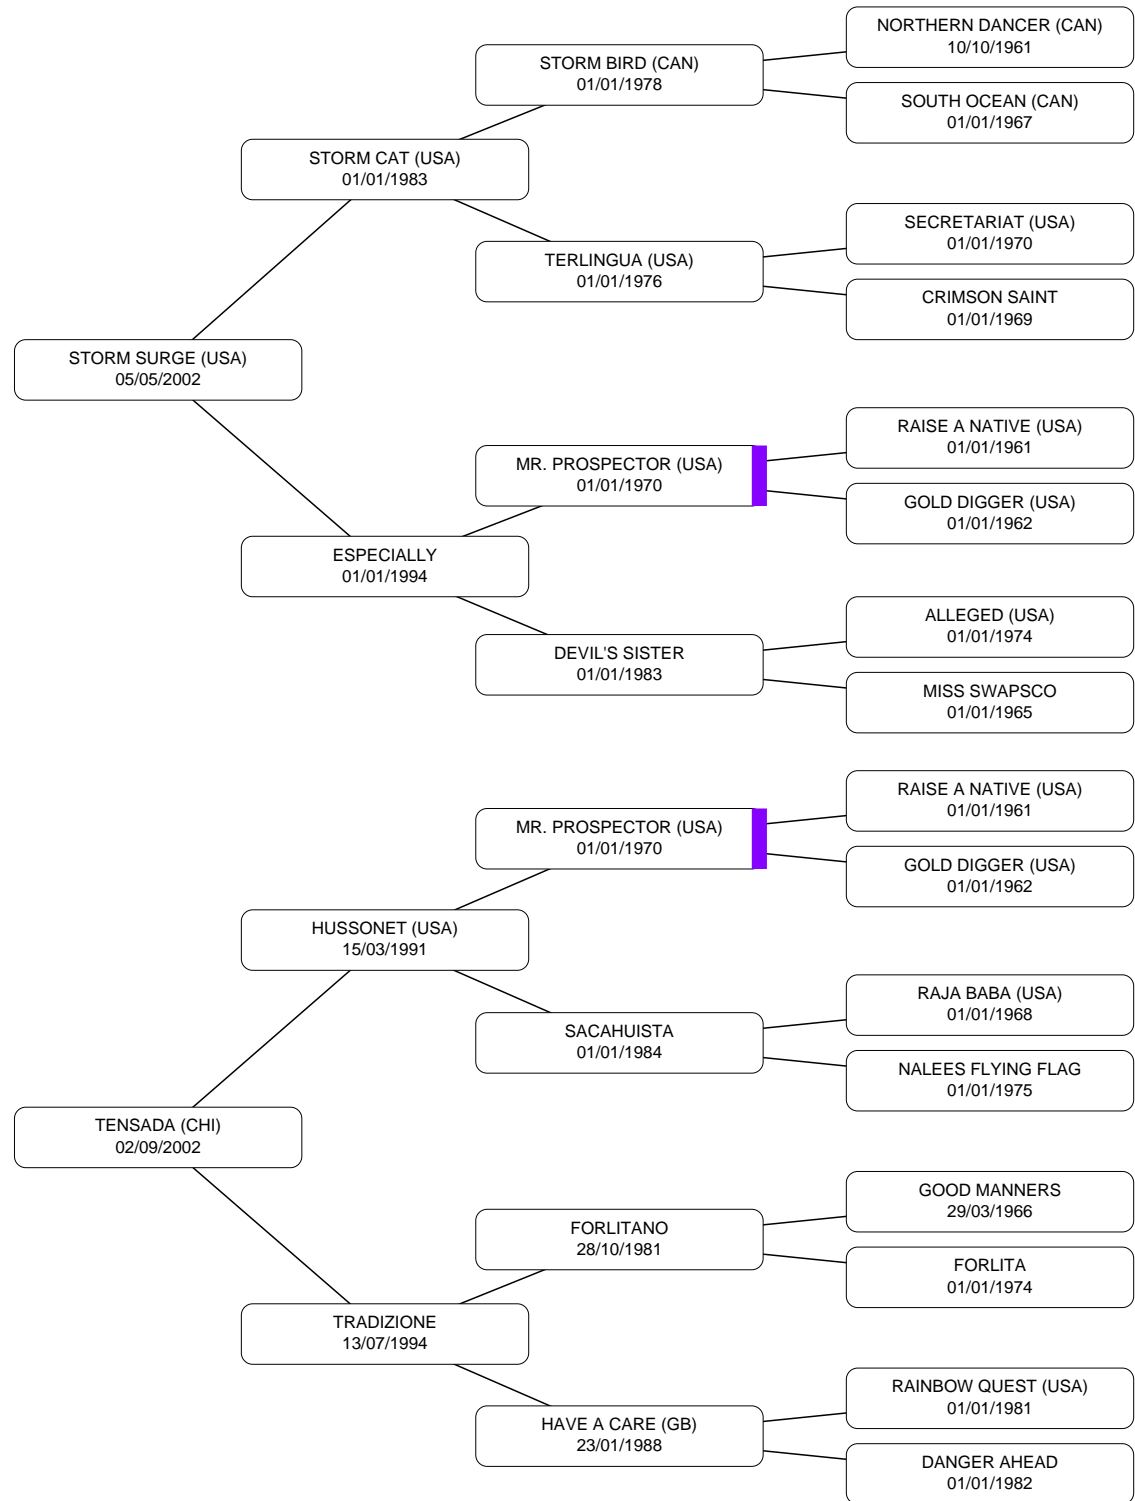 NORTHERN DANCER (CAN)
10/10/1961
STORM BIRD (CAN)
01/01/1978
SOUTH OCEAN (CAN)
01/01/1967
STORM CAT (USA)
01/01/1983
SECRETARIAT (USA)
01/01/1970
TERLINGUA (USA)
01/01/1976
CRIMSON SAINT
01/01/1969
STORM SURGE (USA)
05/05/2002
RAISE A NATIVE (USA)
01/01/1961
MR. PROSPECTOR (USA)
01/01/1970
GOLD DIGGER (USA)
01/01/1962
ESPECIALLY
01/01/1994
ALLEGED (USA)
01/01/1974
DEVIL'S SISTER
01/01/1983
MISS SWAPSCO
01/01/1965
RAISE A NATIVE (USA)
01/01/1961
MR. PROSPECTOR (USA)
01/01/1970
GOLD DIGGER (USA)
01/01/1962
HUSSONET (USA)
15/03/1991
RAJA BABA (USA)
01/01/1968
SACAHUISTA
01/01/1984
NALEES FLYING FLAG
01/01/1975
TENSADA (CHI)
02/09/2002
GOOD MANNERS
29/03/1966
FORLITANO
28/10/1981
FORLITA
01/01/1974
TRADIZIONE
13/07/1994
RAINBOW QUEST (USA)
01/01/1981
HAVE A CARE (GB)
23/01/1988
DANGER AHEAD
01/01/1982